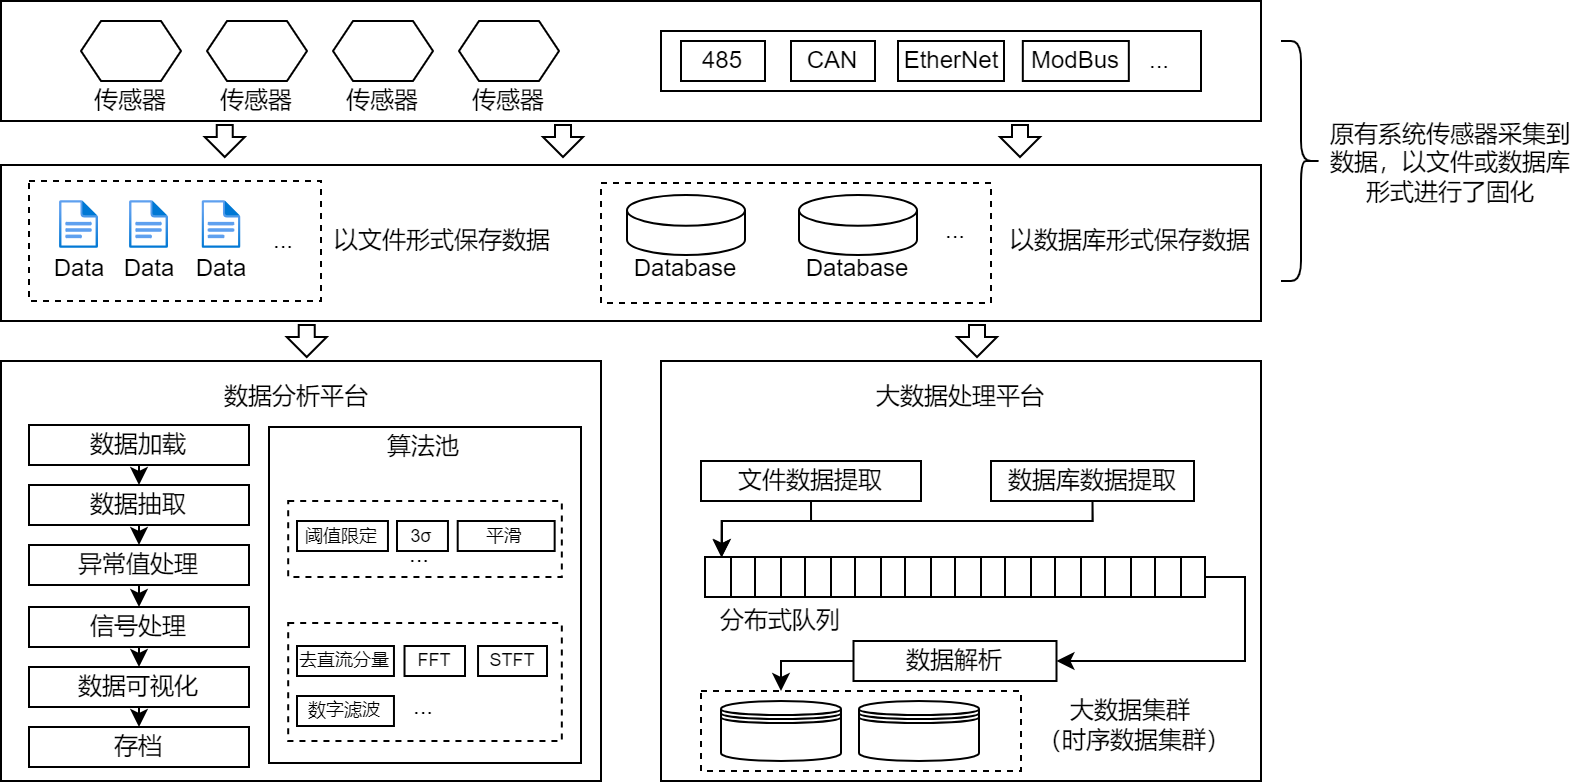 传感器
传感器
传感器
传感器
485
CAN
EtherNet
ModBus
...
原有系统传感器采集到
数据，以文件或数据库
形式进行了固化
Data
Data
Data
...
以文件形式保存数据
Database
Database
...
以数据库形式保存数据
数据分析平台
数据加载
数据抽取
异常值处理
信号处理
数据可视化
存档
算法池
阈值限定
3σ
平滑
...
去直流分量
FFT
STFT
数字滤波
...
大数据处理平台
文件数据提取
数据库数据提取
分布式队列
数据解析
大数据集群
（时序数据集群）